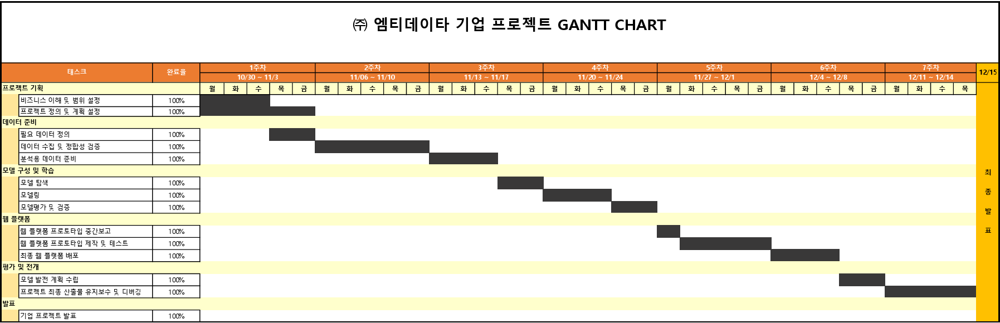 ㈜ 엠티데이타 기업 프로젝트 GANTT CHART
태스크 완료율 1주차 2주차 3주차 4주차 5주차 6주차 7주차 12/15
10/30 ~ 11/3 11/06 ~ 11/10 11/13 ~ 11/17 11/20 ~ 11/24 11/27 ~ 12/1 12/4 ~ 12/8 12/11 ~ 12/14
프로젝트 기획 월 화 수 목 금 월 화 수 목 금 월 화 수 목 금 월 화 수 목 금 월 화 수 목 금 월 화 수 목 금 월 화 수 목
비즈니스 이해 및 범위 설정 100%
프로젝트 정의 및 계획 설정 100%
데이터 준비
필요 데이터 정의 100%
데이터 수집 및 정합성 검증 100%
분석용 데이터 준비 100%
모델 구성 및 학습
모델 탐색 100%
모델링 100%
모델평가 및 검증 100%
웹 플랫폼
웹 플랫폼 프로토타입 중간보고 100%
웹 플랫폼 프로토타입 제작 및 테스트 100%
최종 웹 플랫폼 배포 100%
평가 및 전개
모델 발전 계획 수립 100%
프로젝트 최종 산출물 유지보수 및 디버깅 100%
발표
기업 프로젝트 발표 100%
최
종
발
표